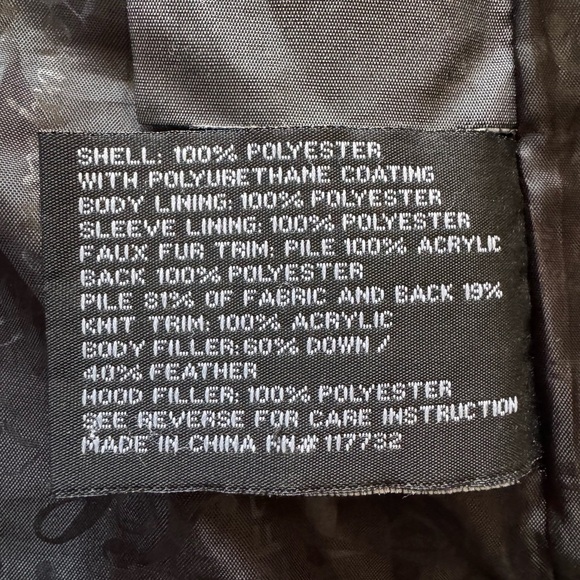 SHELL: 100% POLYESTER
WITH POLYURETHANE COATING
BODY LINING: 100% POLYESTER
SLEEVE LINING: 100% POLYESTER
FAUX FUR TRIM: PILE 100% ACRYLIC
BACK 100% POLYESTER
PILE 81% OF FABRIC AND BACK 19%
KNIT TRIM: 100% ACRYLIC
BODY FILLER: 60% DOWN /
40% FEATHER
HOOD FILLER: 100% POLYESTER
SEE REVERSE FOR CARE INSTRUCTION
MADE IN CHINA RN# 117732